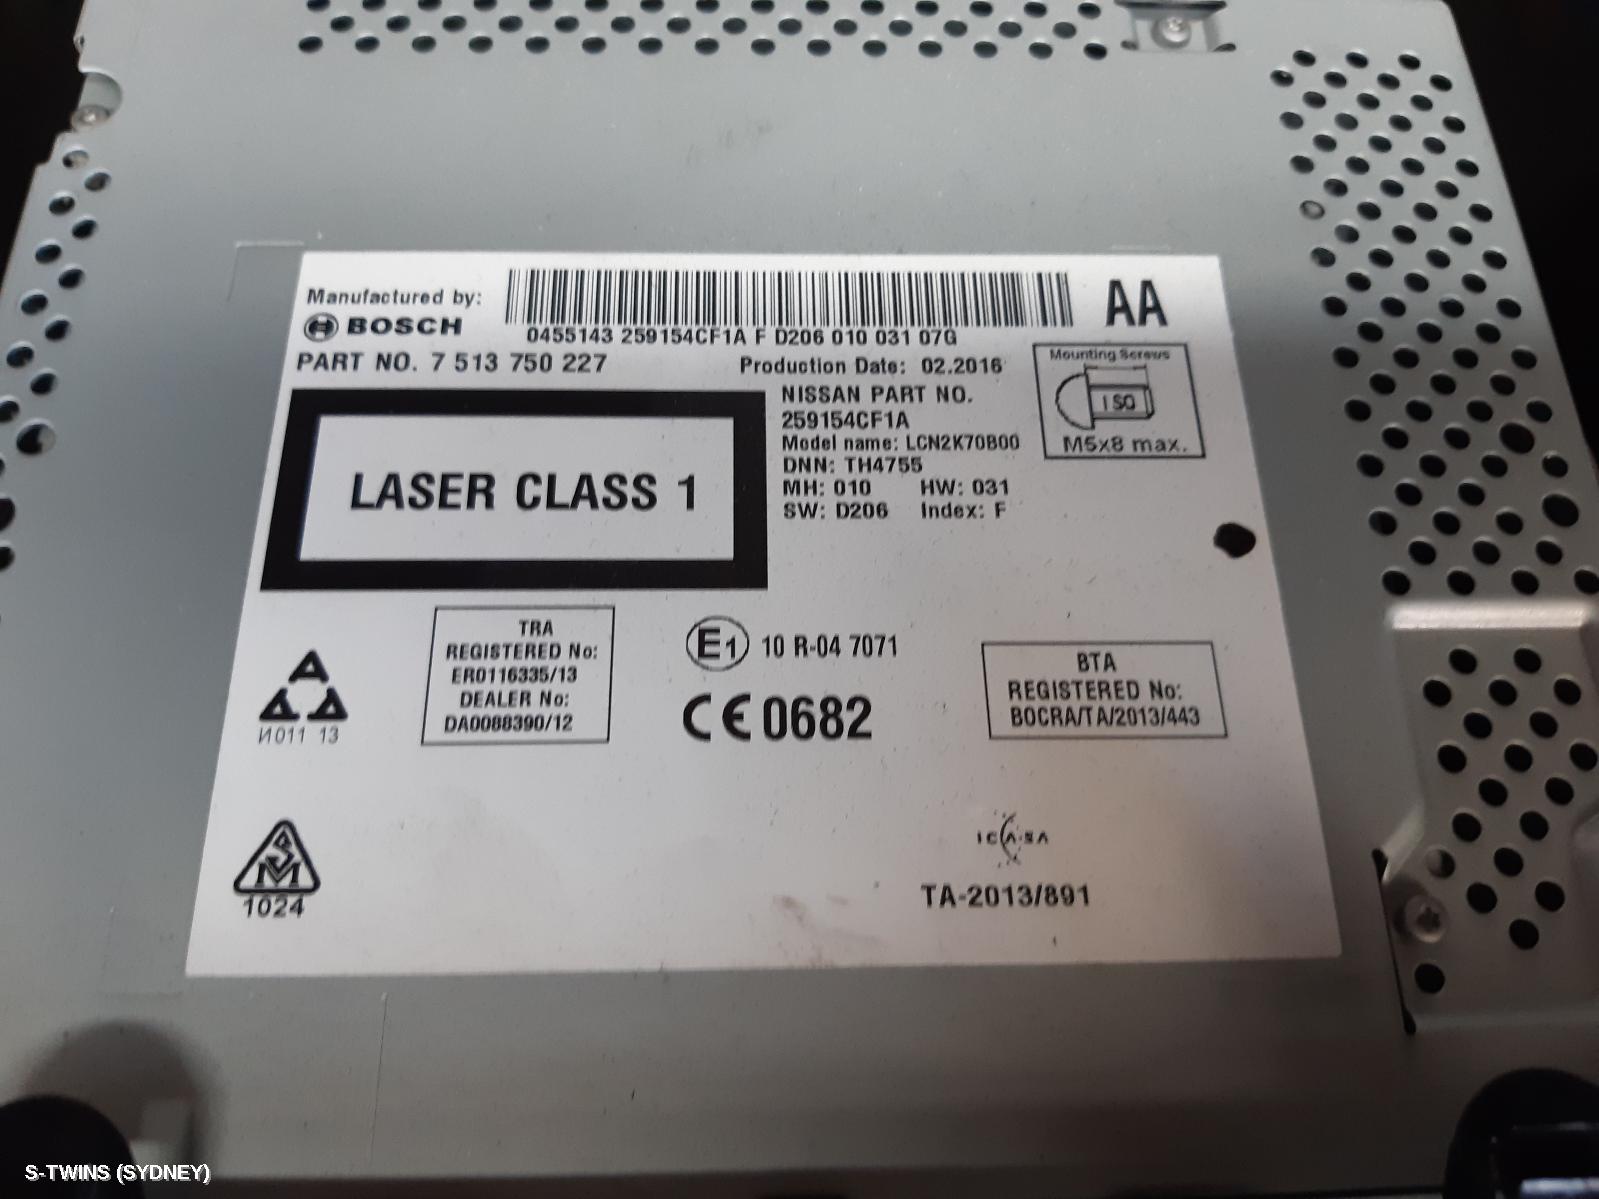 Manufactured by:
BOSCH
AA
0455143 259154CF1A F D206 010 031 07G
PART NO. 7 513 750 227
Production Date: 02.2016
Mounting Screws
ISO
M5x8 max.
LASER CLASS 1
NISSAN PART NO.
259154CF1A
Model name: LCN2K70B00
DNN: TH4755
MH: 010 HW: 031
SW: D206 Index: F
TRA
REGISTERED No:
ER0116335/13
DEALER No:
DA0088390/12
E1 10 R-04 7071
CE 0682
BTA
REGISTERED No:
BOCRA/TA/2013/443
И011 13
SM
1024
ICASA
TA-2013/891
S-TWINS (SYDNEY)